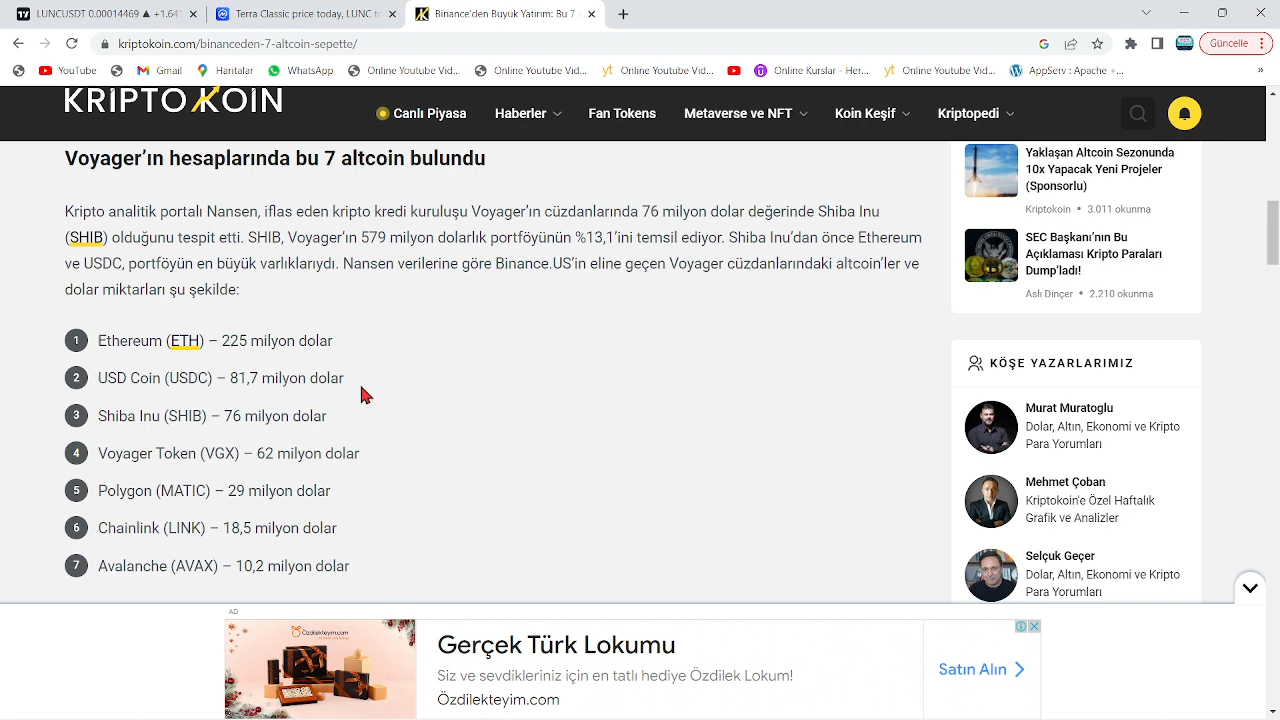 LUNCUSDT 0.00014469 ▲ +1.64
Terra Classic price today, LUNC to
Binance'den Büyük Yatırım: Bu 7 A
kriptokoin.com/binanceden-7-altcoin-sepete/
Güncelle
YouTube
Gmail
Haritalar
WhatsApp
Online Youtube Vid...
Online Youtube Vid...
Online Youtube Vid...
Online Kurslar - Her...
Online Youtube Vid...
AppServ : Apache +...
»
KRIPTOKOIN
Canlı Piyasa
Haberler
Fan Tokens
Metaverse ve NFT
Koin Keşif
Kriptopedi
Voyager'ın hesaplarında bu 7 altcoin bulundu
Kripto analitik portalı Nansen, iflas eden kripto kredi kuruluşu Voyager'ın cüzdanlarında 76 milyon dolar değerinde Shiba Inu
(SHIB) olduğunu tespit etti. SHIB, Voyager'ın 579 milyon dolarlık portföyünün %13,1'ini temsil ediyor. Shiba Inu'dan önce Ethereum
ve USDC, portföyün en büyük varlıklarıydı. Nansen verilerine göre Binance.US'in eline geçen Voyager cüzdanlarındaki altcoin'ler ve
dolar miktarları şu şekilde:
1 Ethereum (ETH) – 225 milyon dolar
2 USD Coin (USDC) – 81,7 milyon dolar
3 Shiba Inu (SHIB) – 76 milyon dolar
4 Voyager Token (VGX) – 62 milyon dolar
5 Polygon (MATIC) – 29 milyon dolar
6 Chainlink (LINK) – 18,5 milyon dolar
7 Avalanche (AVAX) – 10,2 milyon dolar
Yaklaşan Altcoin Sezonunda
10x Yapacak Yeni Projeler
(Sponsorlu)
Kriptokoin • 3.011 okunma
SEC Başkanı'nın Bu
Açıklaması Kripto Paraları
Dump'ladı!
Aslı Dinçer • 2.210 okunma
KÖŞE YAZARLARIMIZ
Murat Muratoglu
Dolar, Altın, Ekonomi ve Kripto
Para Yorumları
Mehmet Çoban
Kriptokoin'e Özel Haftalık
Grafik ve Analizler
Selçuk Geçer
Dolar, Altın, Ekonomi ve Kripto
Para Yorumları
AD
Özdilekteyim.com
Gerçek Türk Lokumu
Siz ve sevdikleriniz için en tatlı hediye Özdilek Lokum!
Özdilekteyim.com
Satın Alın